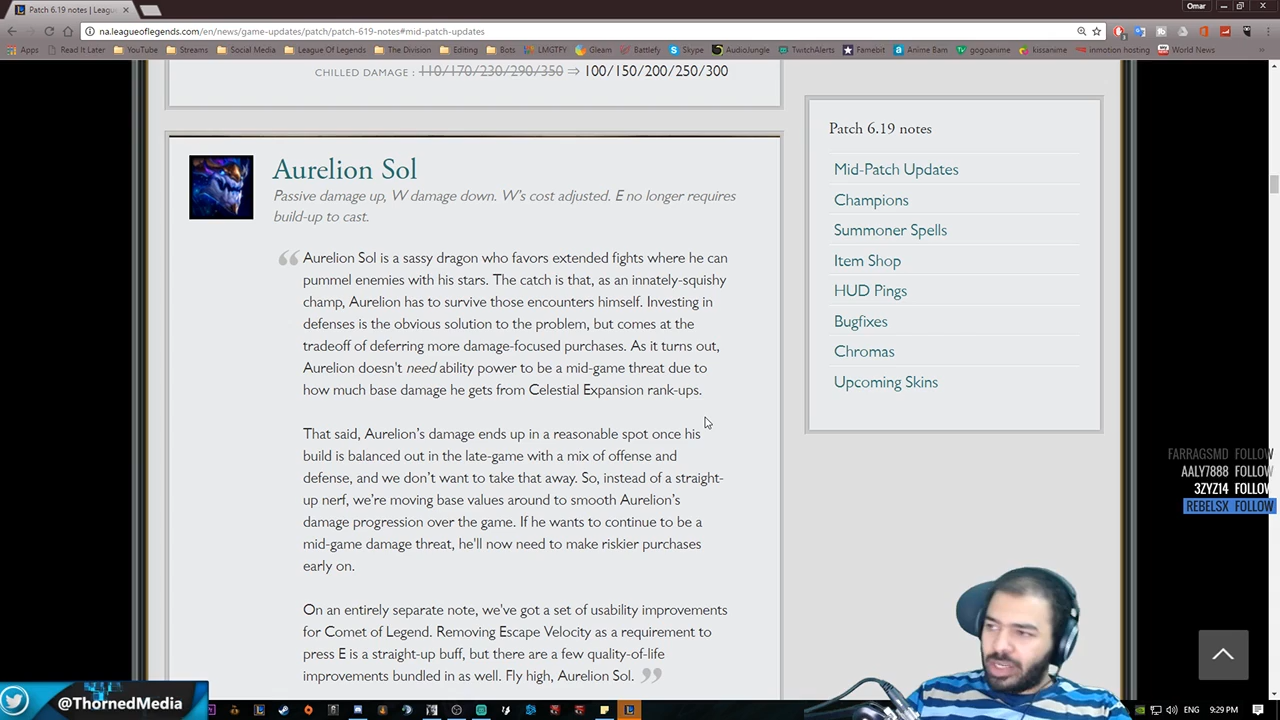 Patch 6.19 notes | Leagu
Omar
na.leagueoflegends.com/en/news/game-updates/patch/patch-619-notes#mid-patch-updates
Apps Read It Later YouTube Streams Social Media League Of Legends The Division Editing Bots LMGTFY Gleam Battlefy Skype AudioJungle TwitchAlerts Famebit Anime Bam gogoanime kissanime inmotion hosting World News
CHILLED DAMAGE : 110/170/230/290/350 ⇒ 100/150/200/250/300
Aurelion Sol
Passive damage up, W damage down. W's cost adjusted. E no longer requires
build-up to cast.
Aurelion Sol is a sassy dragon who favors extended fights where he can
pummel enemies with his stars. The catch is that, as an innately-squishy
champ, Aurelion has to survive those encounters himself. Investing in
defenses is the obvious solution to the problem, but comes at the
tradeoff of deferring more damage-focused purchases. As it turns out,
Aurelion doesn't need ability power to be a mid-game threat due to
how much base damage he gets from Celestial Expansion rank-ups.
That said, Aurelion's damage ends up in a reasonable spot once his
build is balanced out in the late-game with a mix of offense and
defense, and we don't want to take that away. So, instead of a straight-
up nerf, we're moving base values around to smooth Aurelion's
damage progression over the game. If he wants to continue to be a
mid-game damage threat, he'll now need to make riskier purchases
early on.
On an entirely separate note, we've got a set of usability improvements
for Comet of Legend. Removing Escape Velocity as a requirement to
press E is a straight-up buff, but there are a few quality-of-life
improvements bundled in as well. Fly high, Aurelion Sol.
Patch 6.19 notes
Mid-Patch Updates
Champions
Summoner Spells
Item Shop
HUD Pings
Bugfixes
Chromas
Upcoming Skins
FARRAGSMD FOLLOW
AALY7888 FOLLOW
3ZYZ14 FOLLOW
REBELSX FOLLOW
@ThornedMedia
ENG 9:29 PM